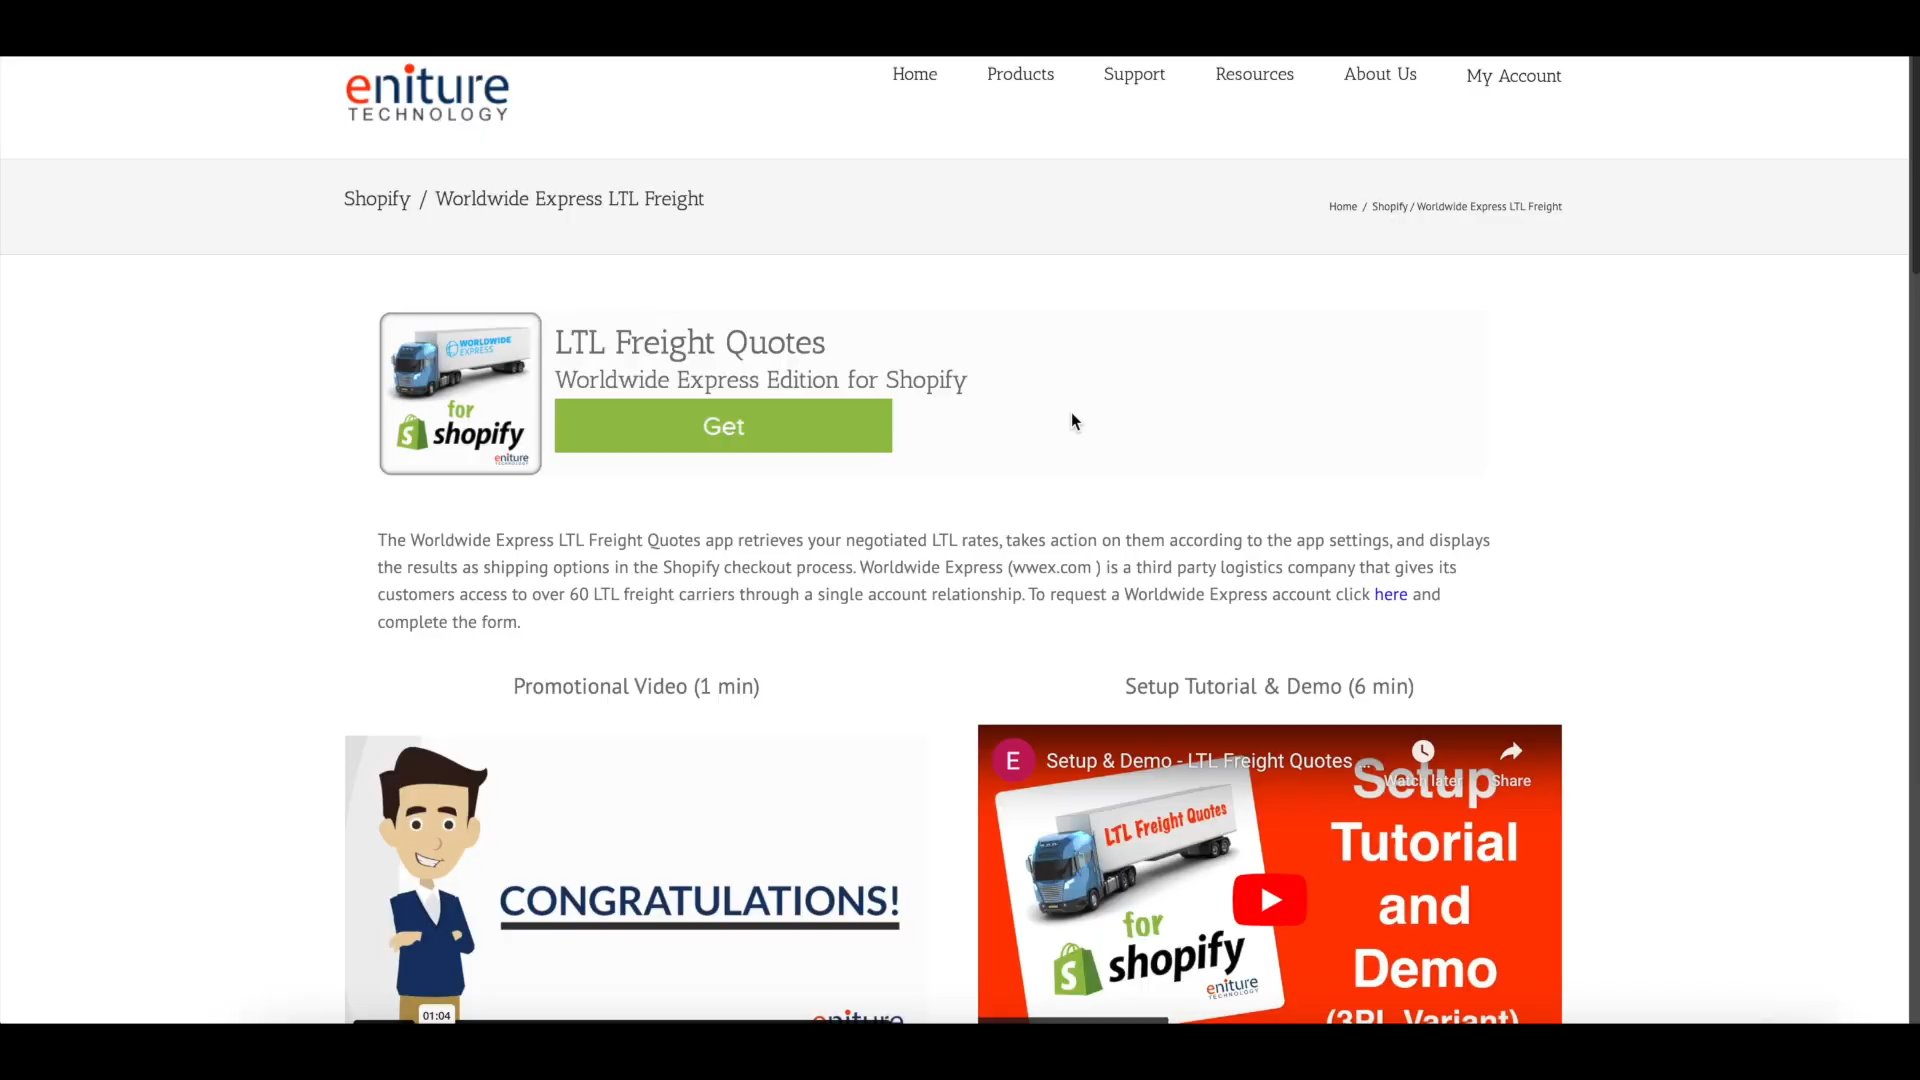 eniture
TECHNOLOGY
Home Products Support Resources About Us My Account
Shopify / Worldwide Express LTL Freight
Home / Shopify / Worldwide Express LTL Freight
WORLDWIDE
EXPRESS
for
shopify
eniture
TECHNOLOGY
LTL Freight Quotes
Worldwide Express Edition for Shopify
Get
The Worldwide Express LTL Freight Quotes app retrieves your negotiated LTL rates, takes action on them according to the app settings, and displays
the results as shipping options in the Shopify checkout process. Worldwide Express (wwex.com ) is a third party logistics company that gives its
customers access to over 60 LTL freight carriers through a single account relationship. To request a Worldwide Express account click here and
complete the form.
Promotional Video (1 min)
CONGRATULATIONS!
01:04
eniture
Setup Tutorial & Demo (6 min)
E
Setup & Demo - LTL Freight Quotes ...
Watch later
Share
LTL Freight Quotes
for
shopify
eniture
TECHNOLOGY
Setup
Tutorial
and
Demo
(3PL Variant)